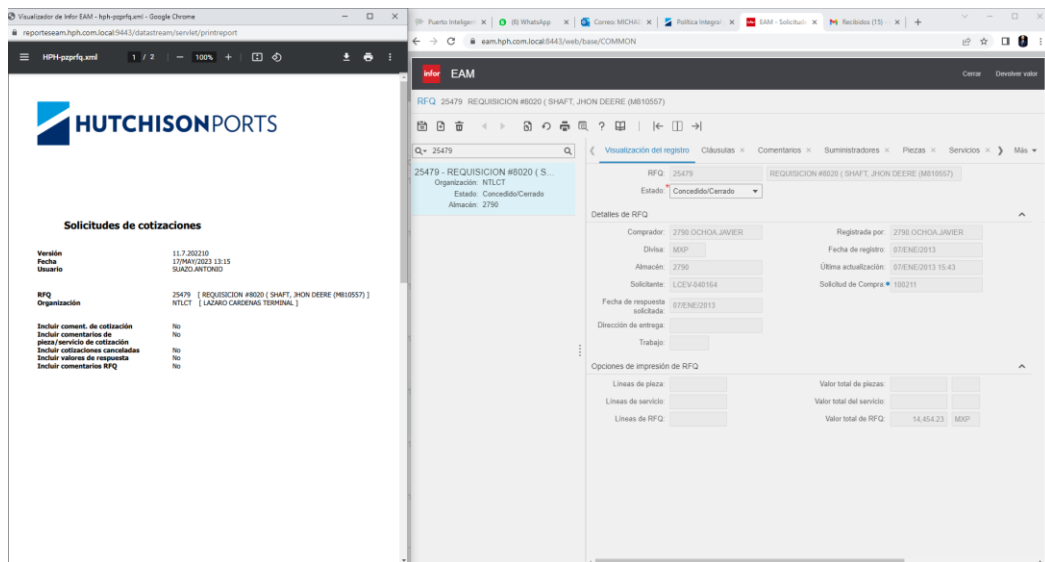 Visualizador de Infor EAM - hph-pzprfq.xml - Google Chrome
reporteseam.hph.com.local:9443/datastream/servlet/printreport
HPH-pzprfq.xml 1 / 2 100%
HUTCHISON PORTS
Solicitudes de cotizaciones
Versión 11.7.202210
Fecha 17/MAY/2023 13:15
Usuario SUAZO.ANTONIO
RFQ 25479 [ REQUISICION #8020 ( SHAFT, JHON DEERE (M810557) ]
Organización NTLCT [ LAZARO CARDENAS TERMINAL ]
Incluir coment. de cotización No
Incluir comentarios de No
pieza/servicio de cotización
Incluir cotizaciones canceladas No
Incluir valores de respuesta No
Incluir comentarios RFQ No
Puerto Inteligen (6) WhatsApp Correo: MICHAE Política Integral EAM - Solicitud Recibidos (15)
eam.hph.com.local:8443/web/base/COMMON
infor EAM Cerrar Devolver valor
RFQ 25479 REQUISICION #8020 ( SHAFT, JHON DEERE (M810557)
25479
25479 - REQUISICION #8020 ( S...
Organización: NTLCT
Estado: Concedido/Cerrado
Almacén: 2790
Visualización del registro Cláusulas Comentarios Suministradores Piezas Servicios Más
RFQ: 25479 REQUISICION #8020 ( SHAFT, JHON DEERE (M810557)
Estado: * Concedido/Cerrado
Detalles de RFQ
Comprador: 2790.OCHOA.JAVIER Registrada por: 2790.OCHOA.JAVIER
Divisa: MXP Fecha de registro: 07/ENE/2013
Almacén: 2790 Última actualización: 07/ENE/2013 15:43
Solicitante: LCEV-040164 Solicitud de Compra: 100211
Fecha de respuesta
solicitada: 07/ENE/2013
Dirección de entrega:
Trabajo:
Opciones de impresión de RFQ
Líneas de pieza: Valor total de piezas:
Líneas de servicio: Valor total del servicio:
Líneas de RFQ: Valor total de RFQ: 14,454.23 MXP